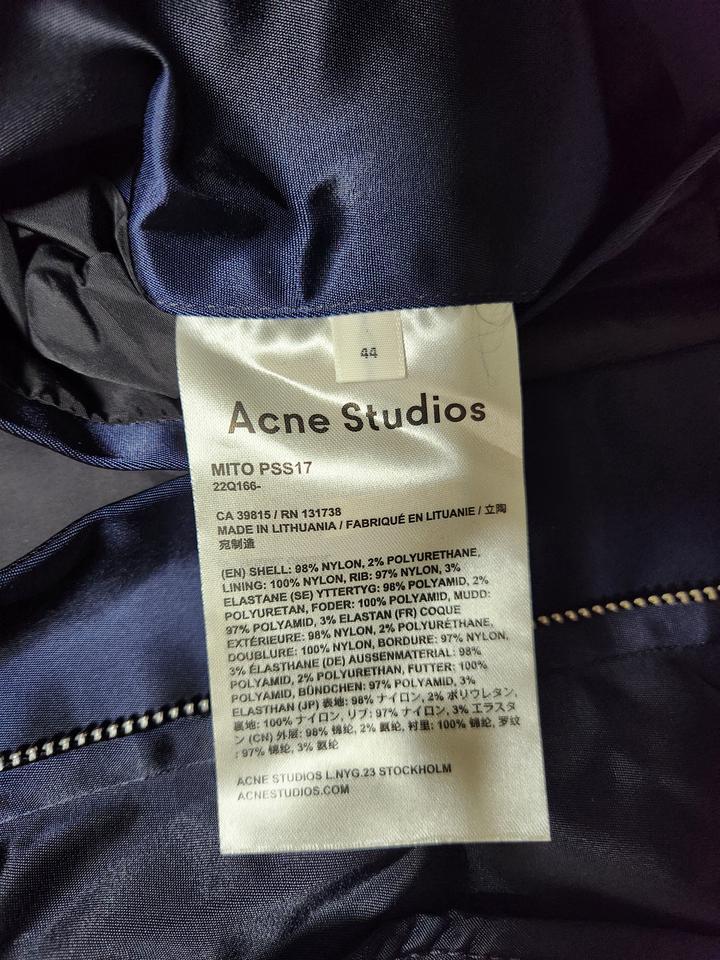 44
Acne Studios
MITO PSS17
22Q166-
CA 39815 / RN 131738
MADE IN LITHUANIA / FABRIQUÉ EN LITUANIE / 立陶
宛制造
(EN) SHELL: 98% NYLON, 2% POLYURETHANE,
LINING: 100% NYLON, RIB: 97% NYLON, 3%
ELASTANE (SE) YTTERTYG: 98% POLYAMID, 2%
POLYURETAN, FODER: 100% POLYAMID, MUDD:
97% POLYAMID, 3% ELASTAN (FR) COQUE
EXTÉRIEURE: 98% NYLON, 2% POLYURÉTHANE,
DOUBLURE: 100% NYLON, BORDURE: 97% NYLON,
3% ÉLASTHANE (DE) AUSSENMATERIAL: 98%
POLYAMID, 2% POLYURETHAN, FUTTER: 100%
POLYAMID, BÜNDCHEN: 97% POLYAMID, 3%
ELASTHAN (JP) 表地: 98% ナイロン, 2% ポリウレタン,
裏地: 100% ナイロン, リブ: 97% ナイロン, 3% エラスタ
ン (CN) 外层: 98% 锦纶, 2% 氨纶, 衬里: 100% 锦纶, 罗纹
: 97% 锦纶, 3% 氨纶
ACNE STUDIOS L.NYG.23 STOCKHOLM
ACNESTUDIOS.COM